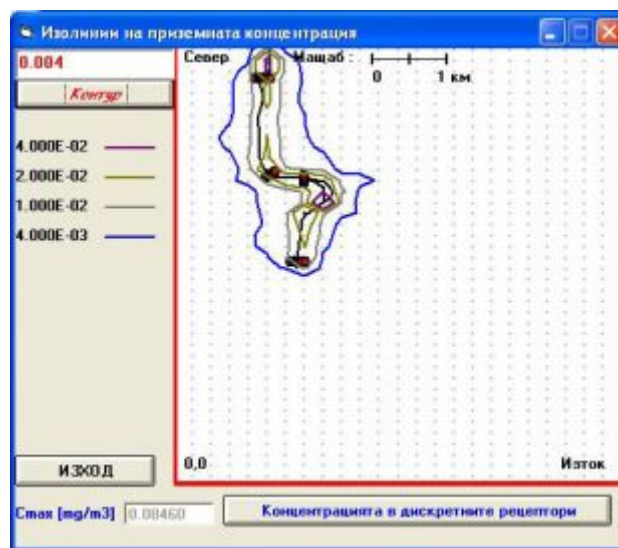 Изолинии на приземната концентрация
0.004
Север
Мащаб :
0
1 км
Контур
4.000E-02
2.000E-02
1.000E-02
4.000E-03
ИЗХОД
0,0
Изток
Cmax [mg/m3]
0.08460
Концентрацията в дискретните рецептори